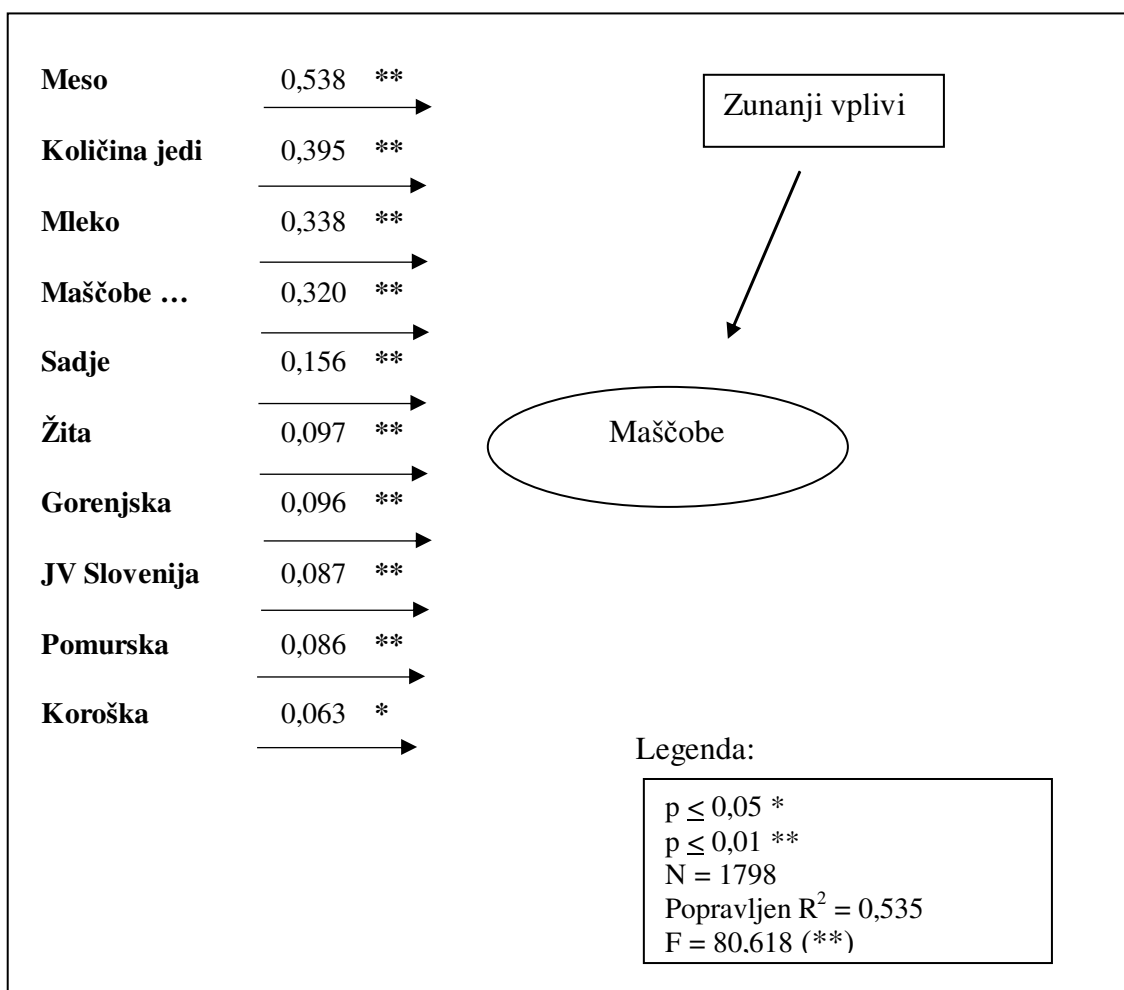 Meso 0,538 **
Količina jedi 0,395 **
Mleko 0,338 **
Maščobe … 0,320 **
Sadje 0,156 **
Žita 0,097 **
Gorenjska 0,096 **
JV Slovenija 0,087 **
Pomurska 0,086 **
Koroška 0,063 *
Zunanji vplivi
Maščobe
Legenda:
p ≤ 0,05 *
p ≤ 0,01 **
N = 1798
Popravljen R² = 0,535
F = 80,618 (**)